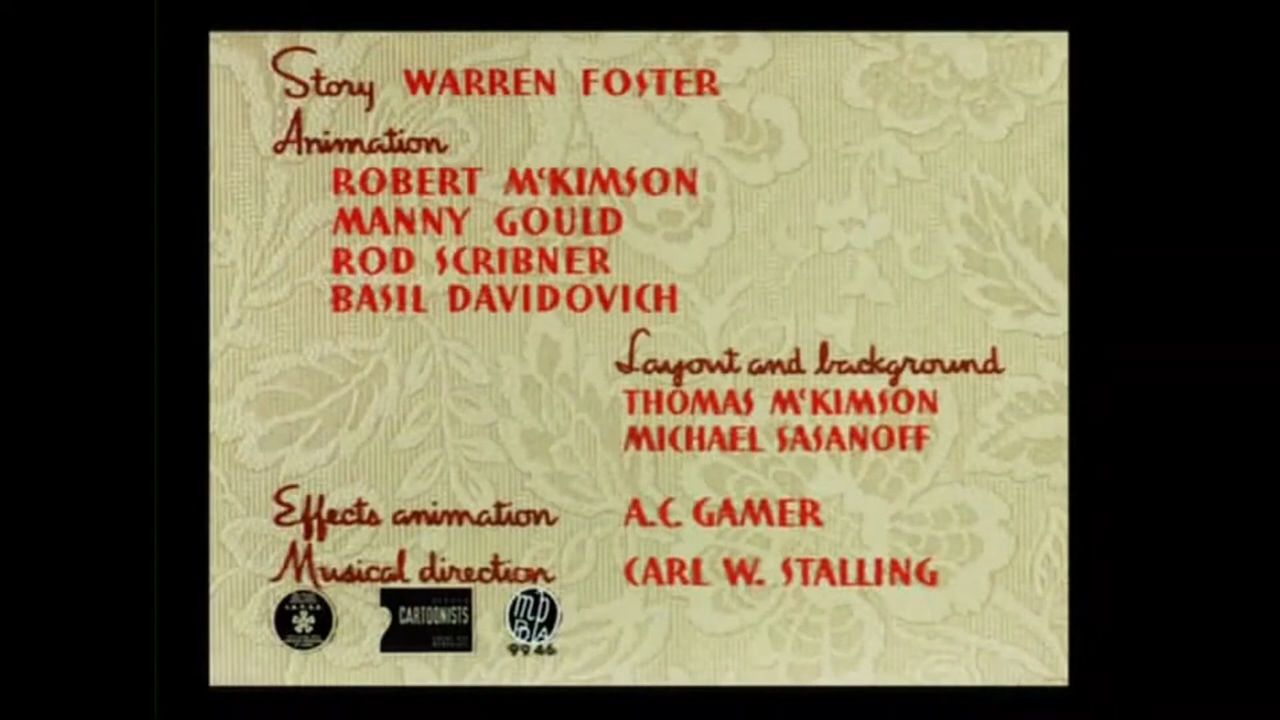 Story WARREN FOSTER
Animation
ROBERT McKIMSON
MANNY GOULD
ROD SCRIBNER
BASIL DAVIDOVICH
Layout and background
THOMAS McKIMSON
MICHAEL SASANOFF
Effects animation A.C. GAMER
Musical direction CARL W. STALLING
CARTOONISTS
9946